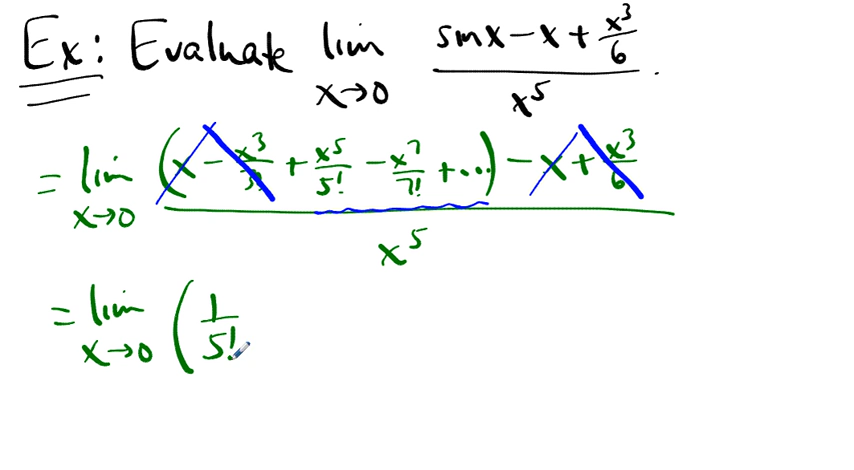 Ex: Evaluate lim x→0 (sinx − x + x³/6) / x⁵.
= lim x→0 ((x − x³/3! + x⁵/5! − x⁷/7! + ...) − x + x³/6) / x⁵
= lim x→0 (1/5!